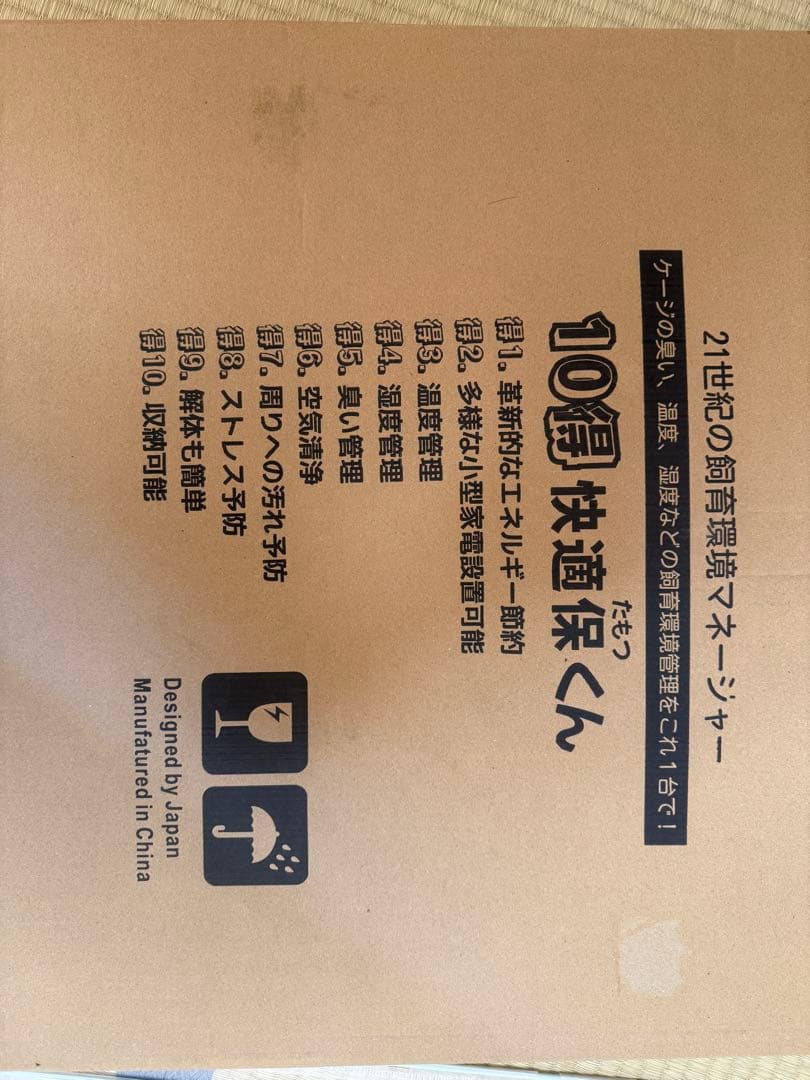 21世紀の飼育環境マネージャー
ケージの臭い、温度、湿度などの飼育環境管理をこれ1台で！
たもつ
10得 快適保くん
得1。革新的なエネルギー節約
得2。多様な小型家電設置可能
得3。温度管理
得4。湿度管理
得5。臭い管理
得6。空気清浄
得7。周りへの汚れ予防
得8。ストレス予防
得9。解体も簡単
得10。収納可能
Designed by Japan
Manufatured in China